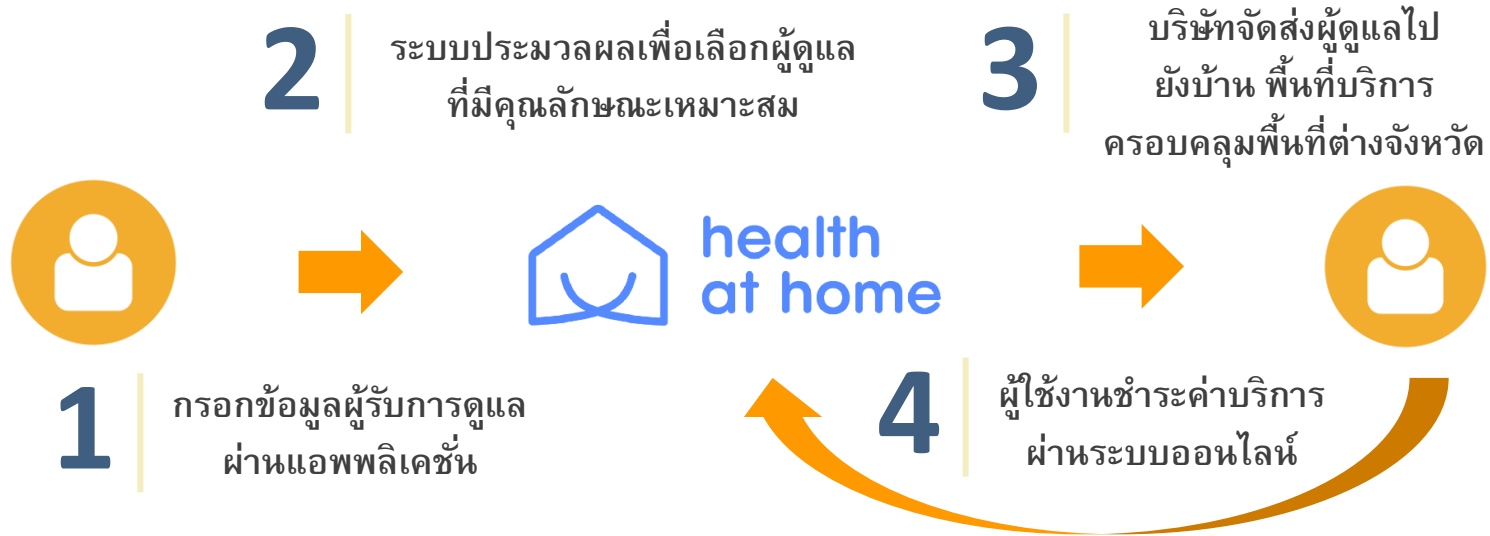 2
ระบบประมวลผลเพื่อเลือกผู้ดูแล
ที่มีคุณลักษณะเหมาะสม
3
บริษัทจัดส่งผู้ดูแลไป
ยังบ้าน พื้นที่บริการ
ครอบคลุมพื้นที่ต่างจังหวัด
health
at home
1
กรอกข้อมูลผู้รับการดูแล
ผ่านแอพพลิเคชั่น
4
ผู้ใช้งานชำระค่าบริการ
ผ่านระบบออนไลน์